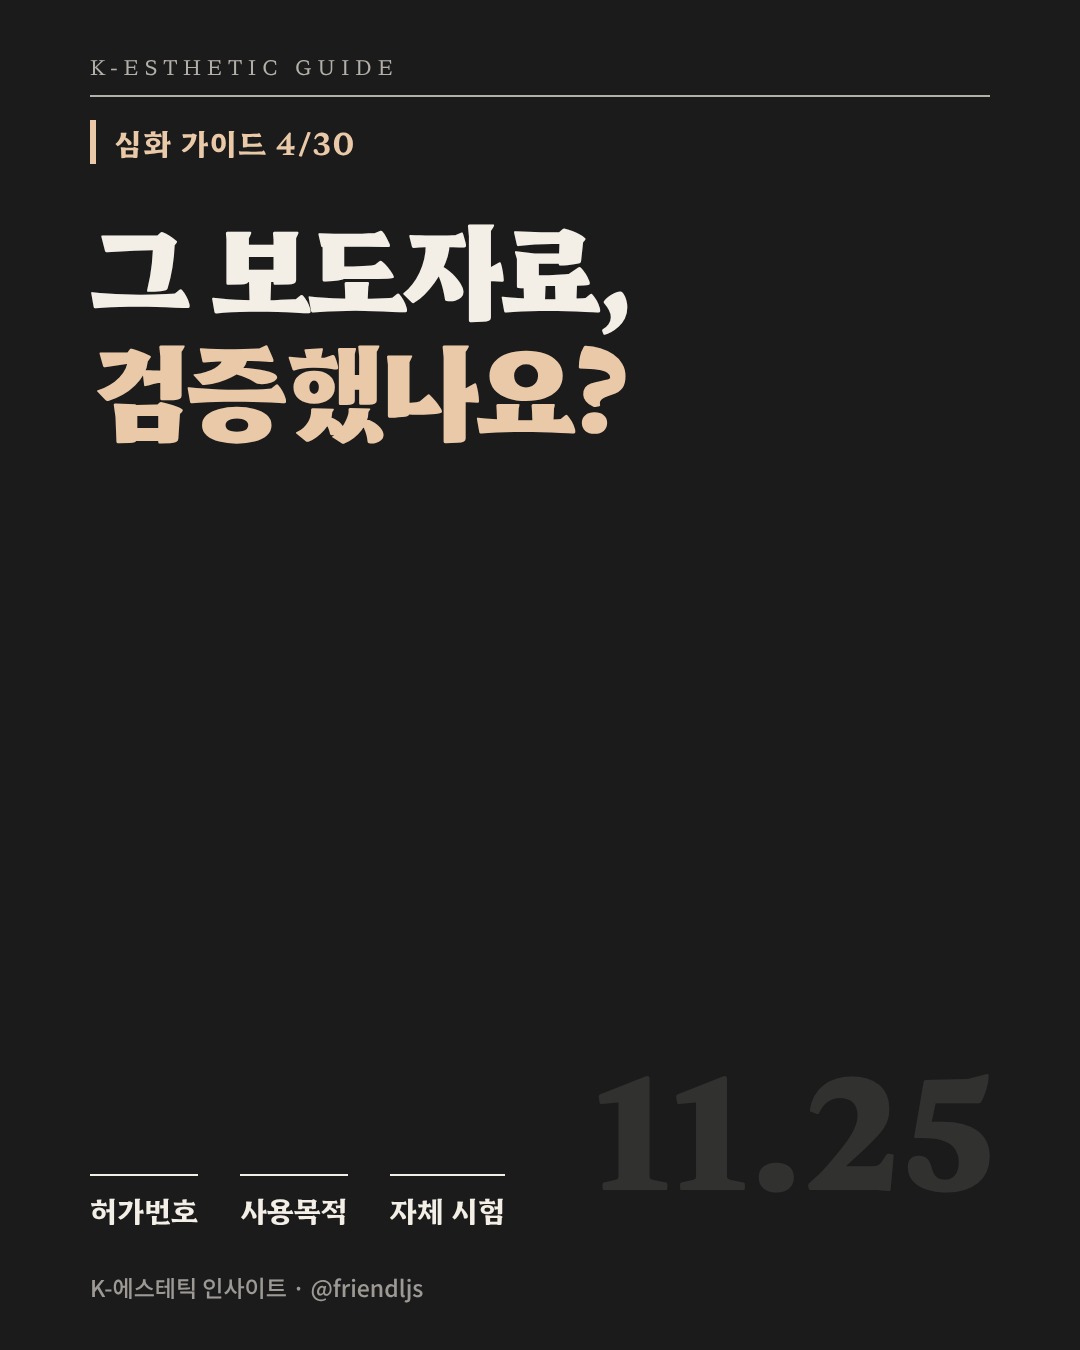 K-ESTHETIC GUIDE
심화 가이드 4/30
그 보도자료,
검증했나요?
11.25
허가번호 사용목적 자체 시험
K-에스테틱 인사이트 · @friendljs